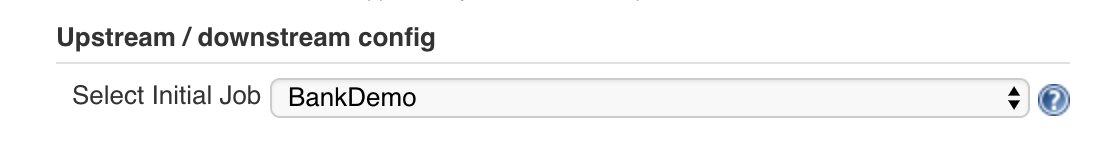 Upstream / downstream config
Select Initial Job BankDemo ?